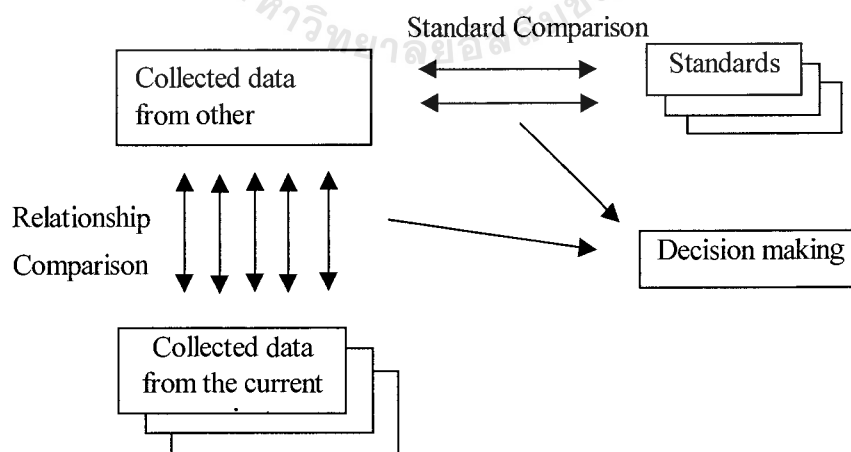 Standard Comparison
Collected data
from other
Standards
Relationship
Comparison
Decision making
Collected data
from the current